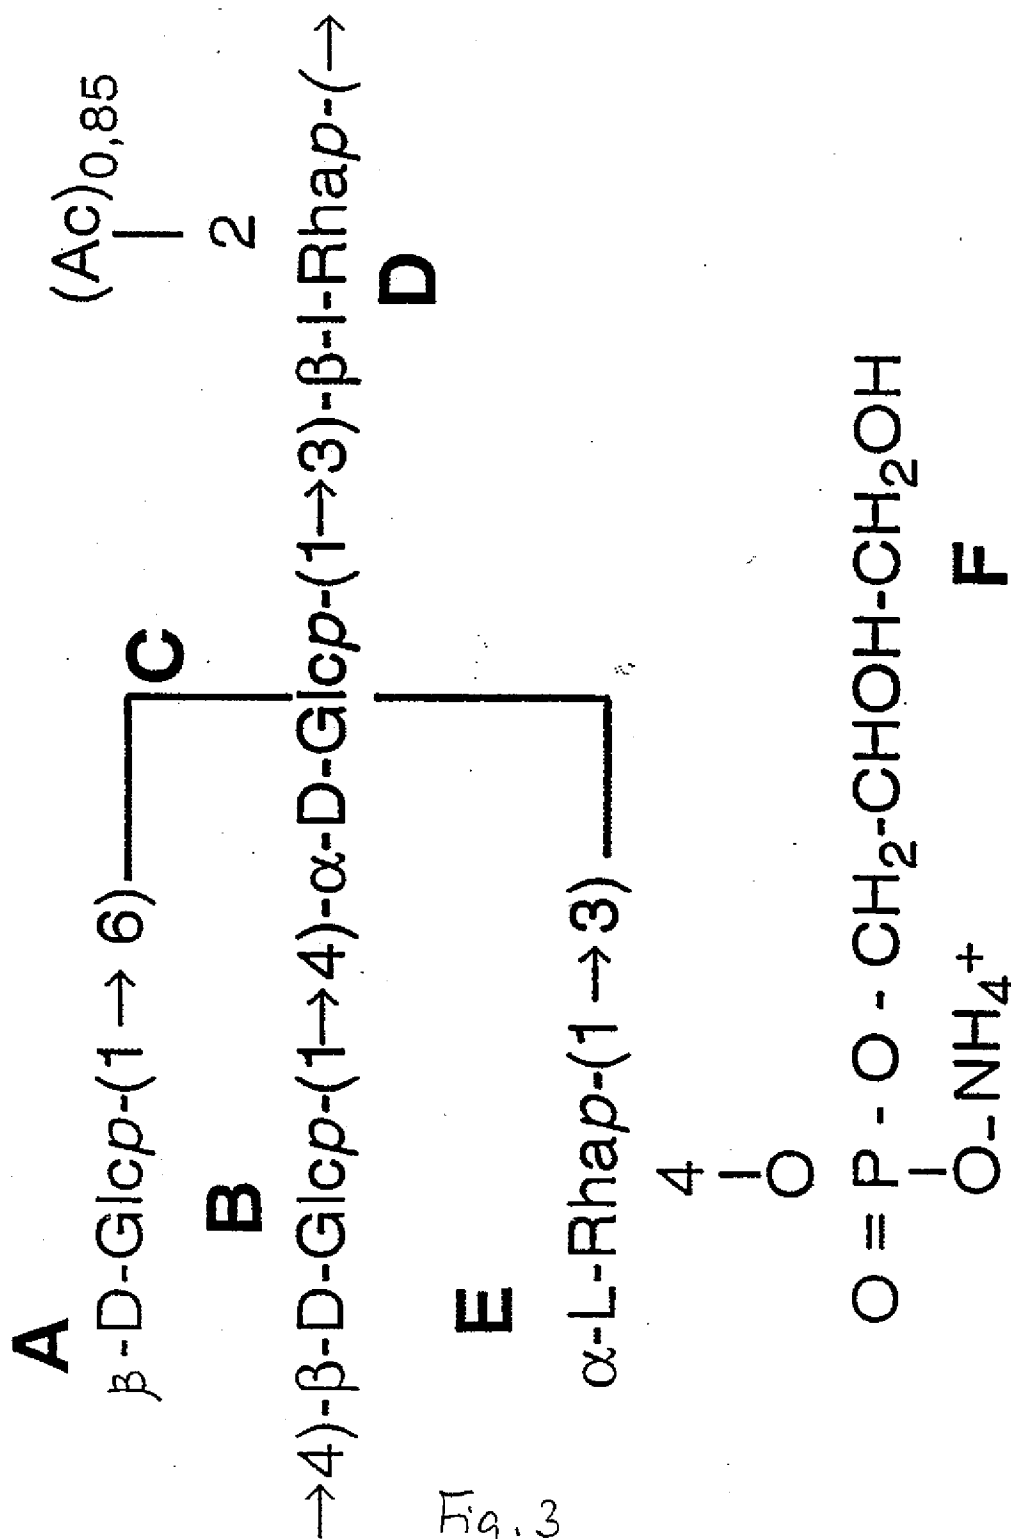 (Ac)0,85
A
C
β-D-Glcp-(1 → 6)
B
2
→4)-β-D-Glcp-(1→4)-α-D-Glcp-(1→3)-β-l-Rhap-(→
D
E
α-L-Rhap-(1 →3)
4
O
O = P - O - CH2-CHOH-CH2OH
O-NH4+
F
Fig. 3